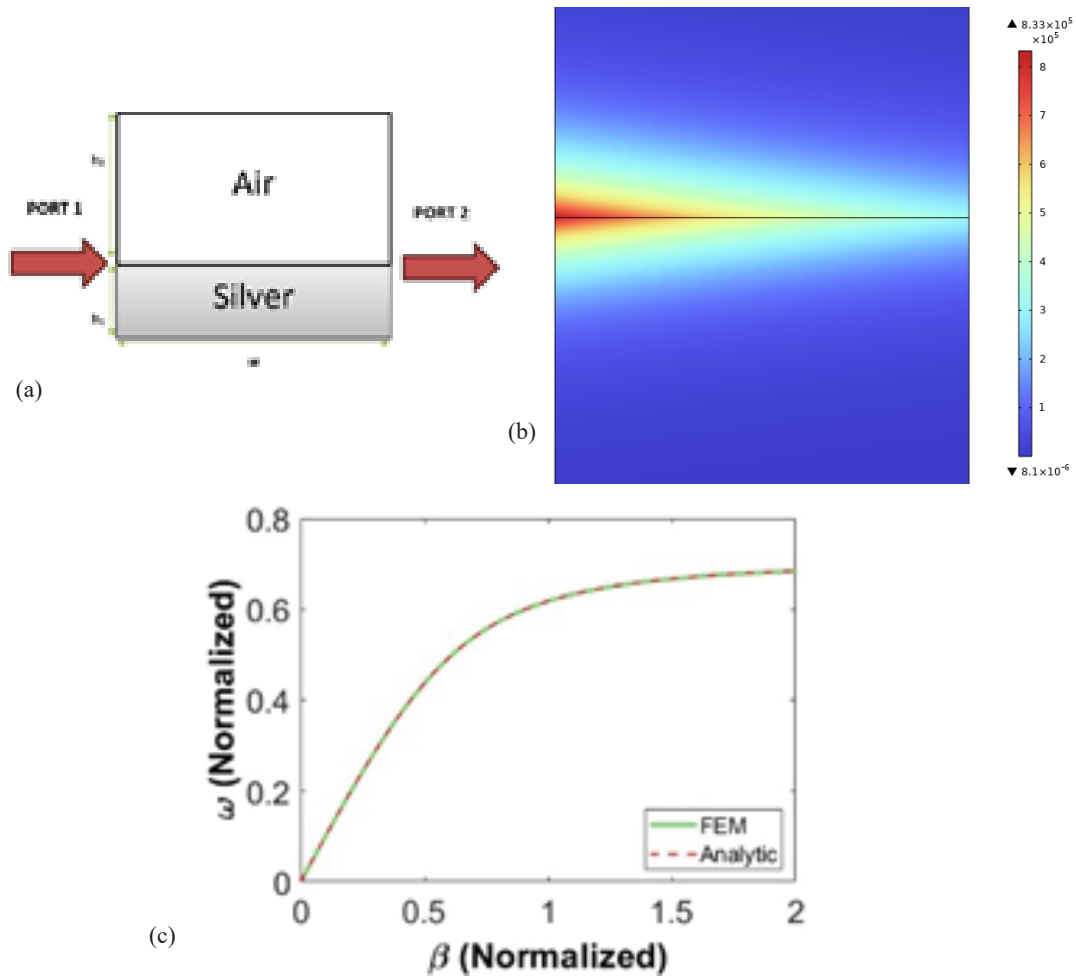 Air
PORT 1
PORT 2
Silver
(a)
▲ 8.33×10⁵
×10⁵
8
7
6
5
4
3
2
1
▼ 8.1×10⁻⁶
(b)
0.8
0.6
0.4
0.2
0
ω (Normalized)
FEM
Analytic
0 0.5 1 1.5 2
β (Normalized)
(c)